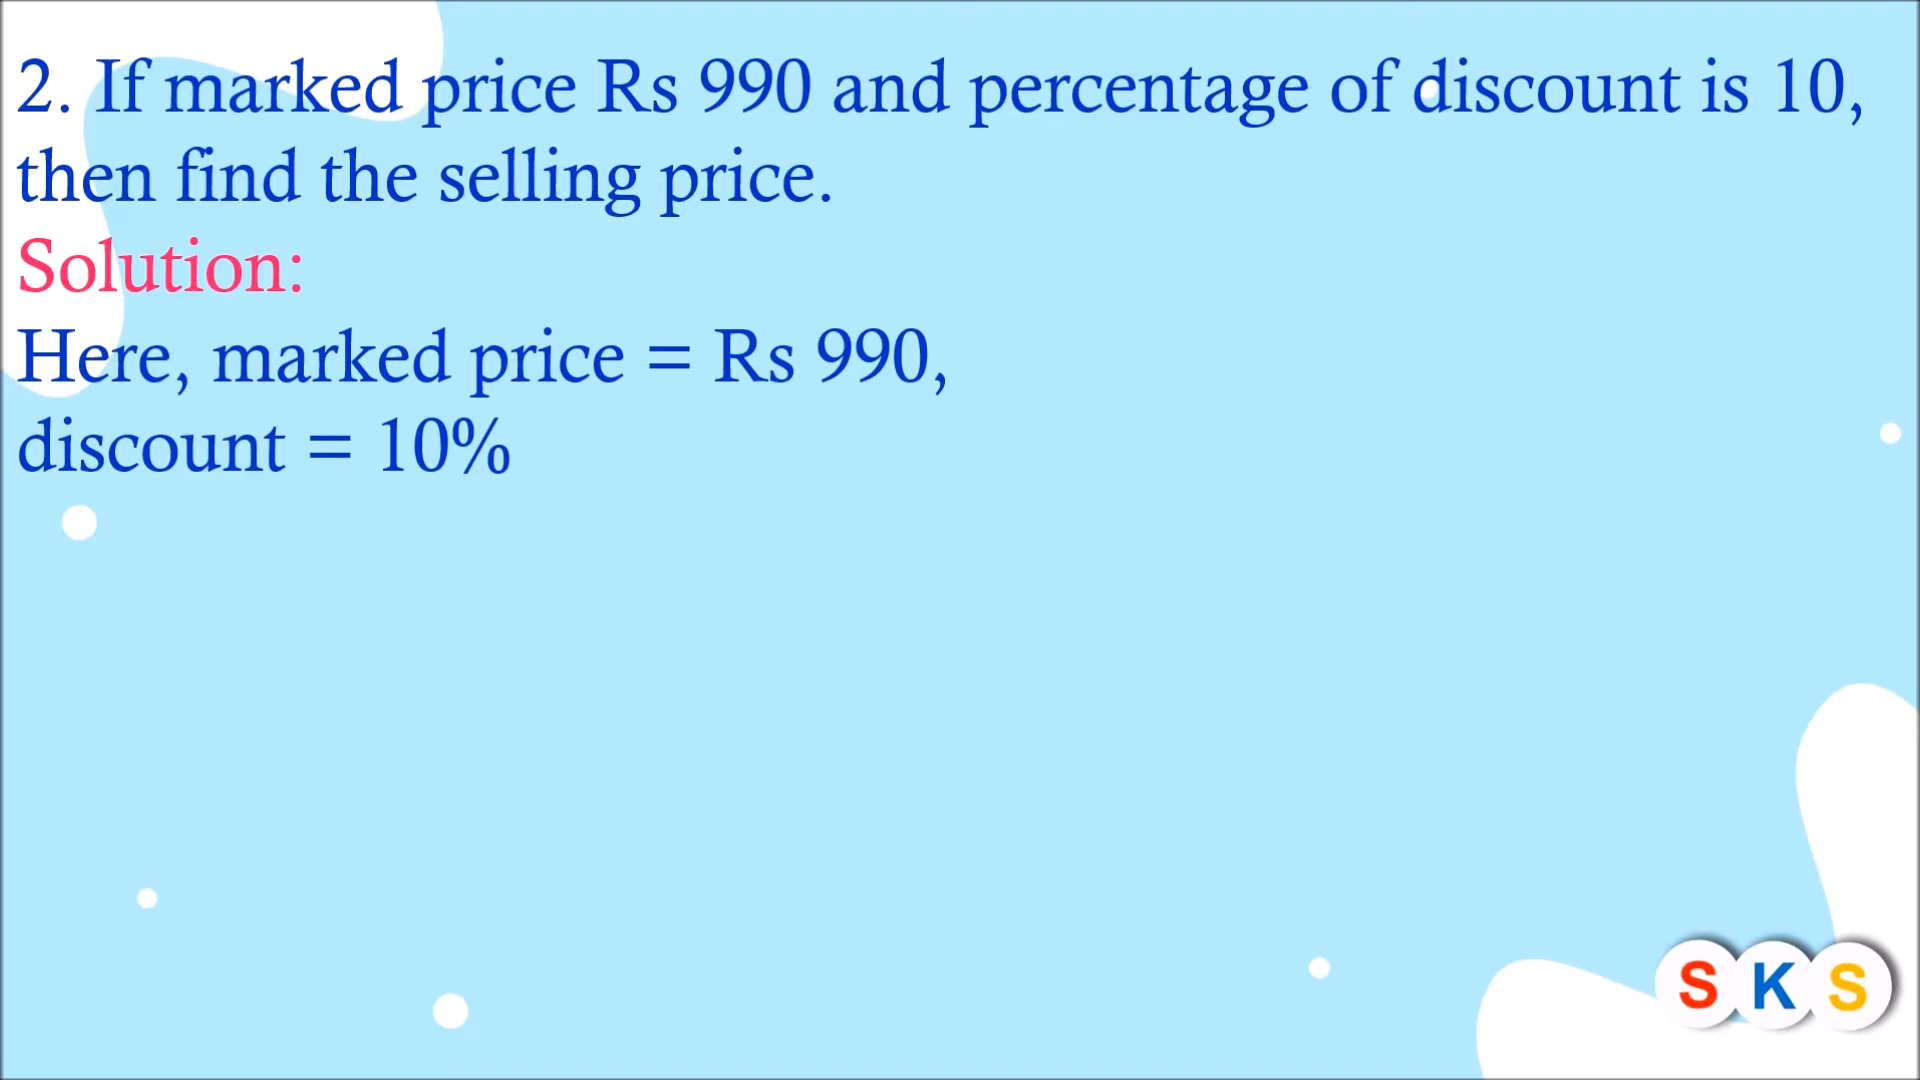 2. If marked price Rs 990 and percentage of discount is 10,
then find the selling price.
Solution:
Here, marked price = Rs 990,
discount = 10%
SKS